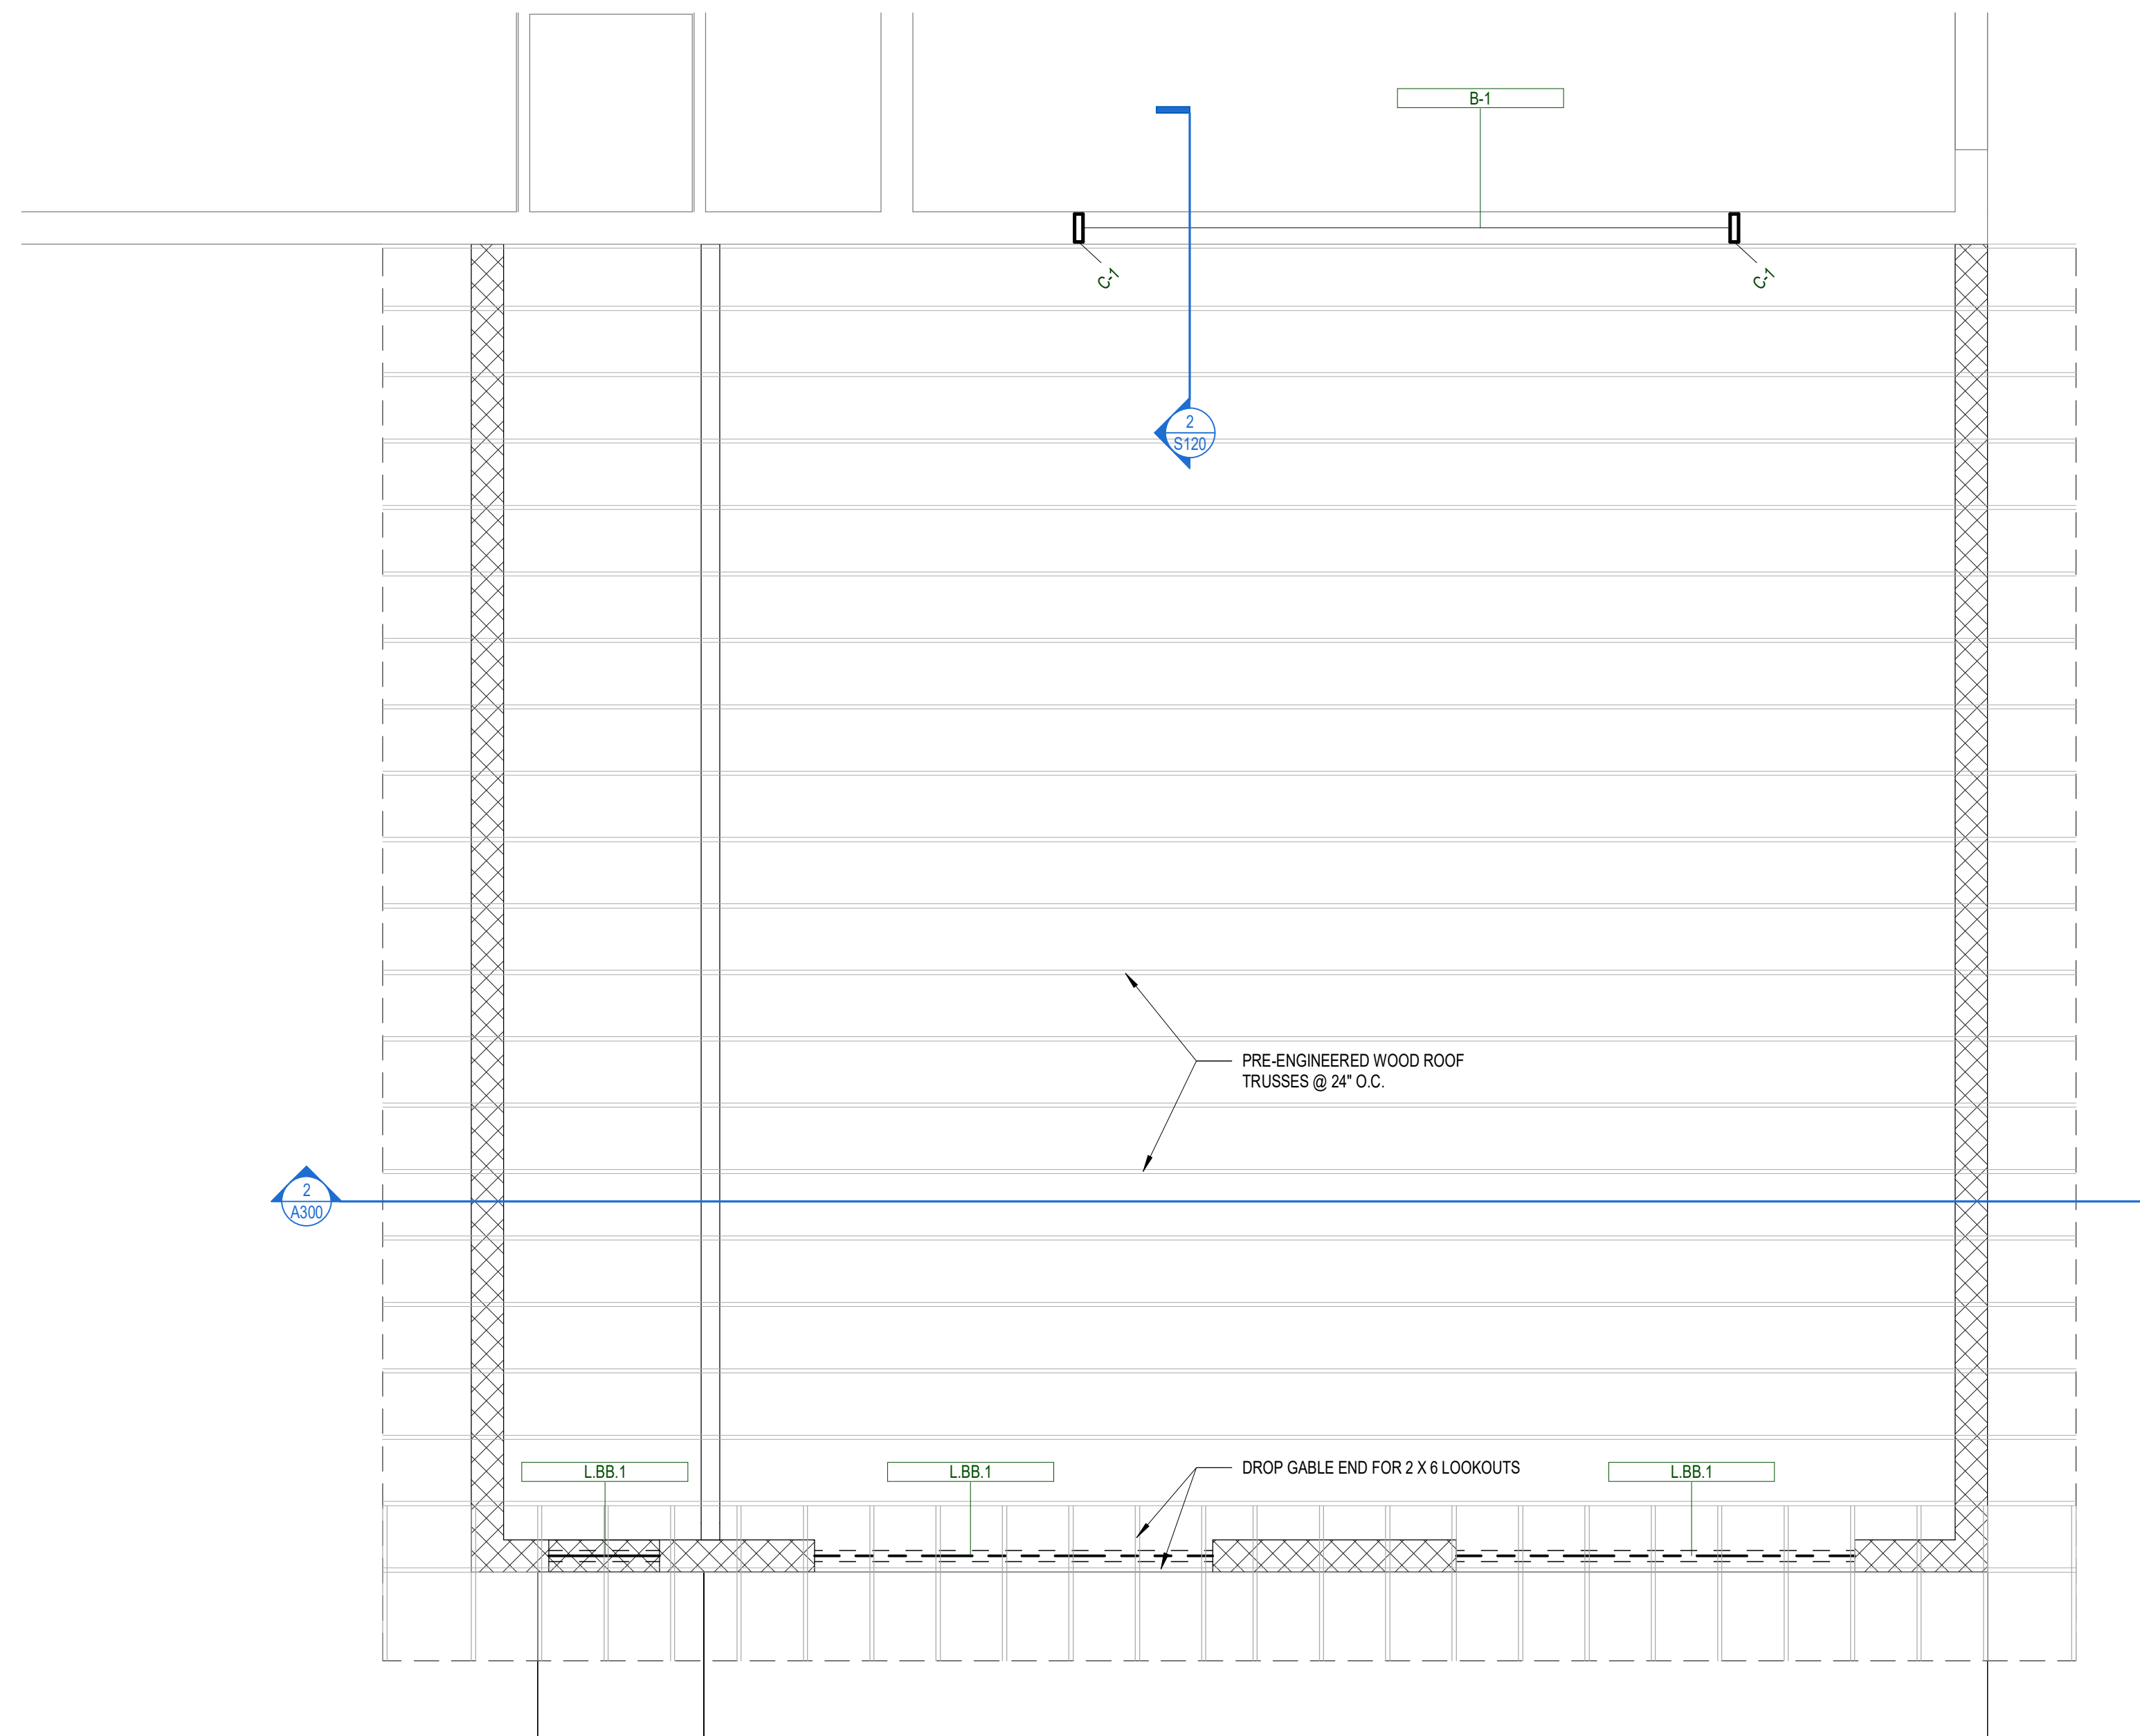 B-1
C-1
C-1
2
S120
PRE-ENGINEERED WOOD ROOF
TRUSSES @ 24" O.C.
2
A300
L.BB.1
L.BB.1
DROP GABLE END FOR 2 X 6 LOOKOUTS
L.BB.1